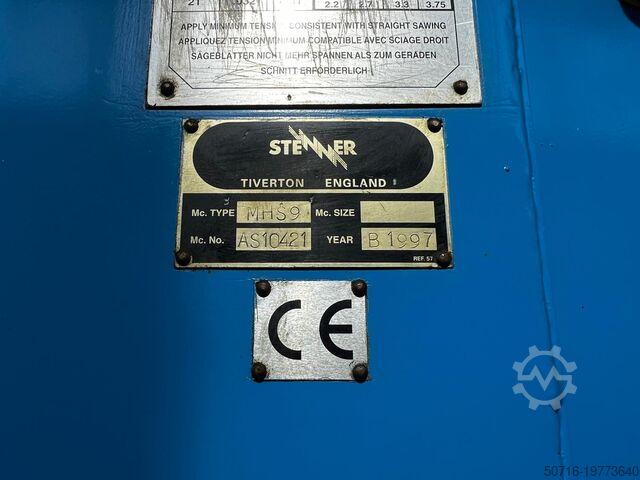 21
2.2 2.7 3.3 3.75
APPLY MINIMUM TENSION CONSISTENT WITH STRAIGHT SAWING
APPLIQUEZ TENSION MINIMUM COMPATIBLE AVEC SCIAGE DROIT
SÄGEBLÄTTER NICHT MEHR SPANNEN ALS ZUM GERADEN
SCHNITT ERFORDERLICH
STENNER
TIVERTON ENGLAND
Mc. TYPE MHS9 Mc. SIZE
Mc. No. AS10421 YEAR B 1997
REF. 57
CE
50716-19773640